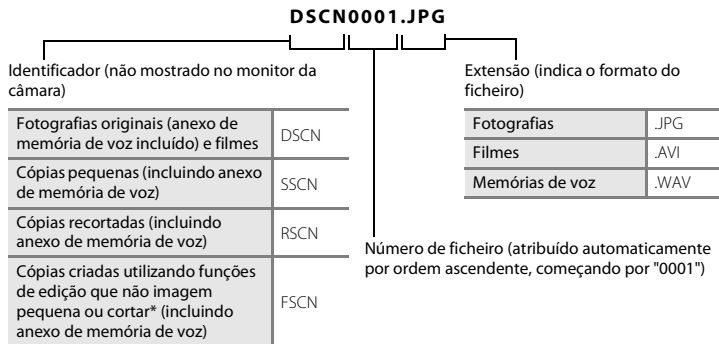 DSCN0001.JPG
Identificador (não mostrado no monitor da
câmara)
Fotografias originais (anexo de
memória de voz incluído) e filmes
DSCN
Cópias pequenas (incluindo anexo
de memória de voz)
SSCN
Cópias recortadas (incluindo
anexo de memória de voz)
RSCN
Cópias criadas utilizando funções
de edição que não imagem
pequena ou cortar* (incluindo
anexo de memória de voz)
FSCN
Extensão (indica o formato do
ficheiro)
Fotografias .JPG
Filmes .AVI
Memórias de voz .WAV
Número de ficheiro (atribuído automaticamente
por ordem ascendente, começando por "0001")